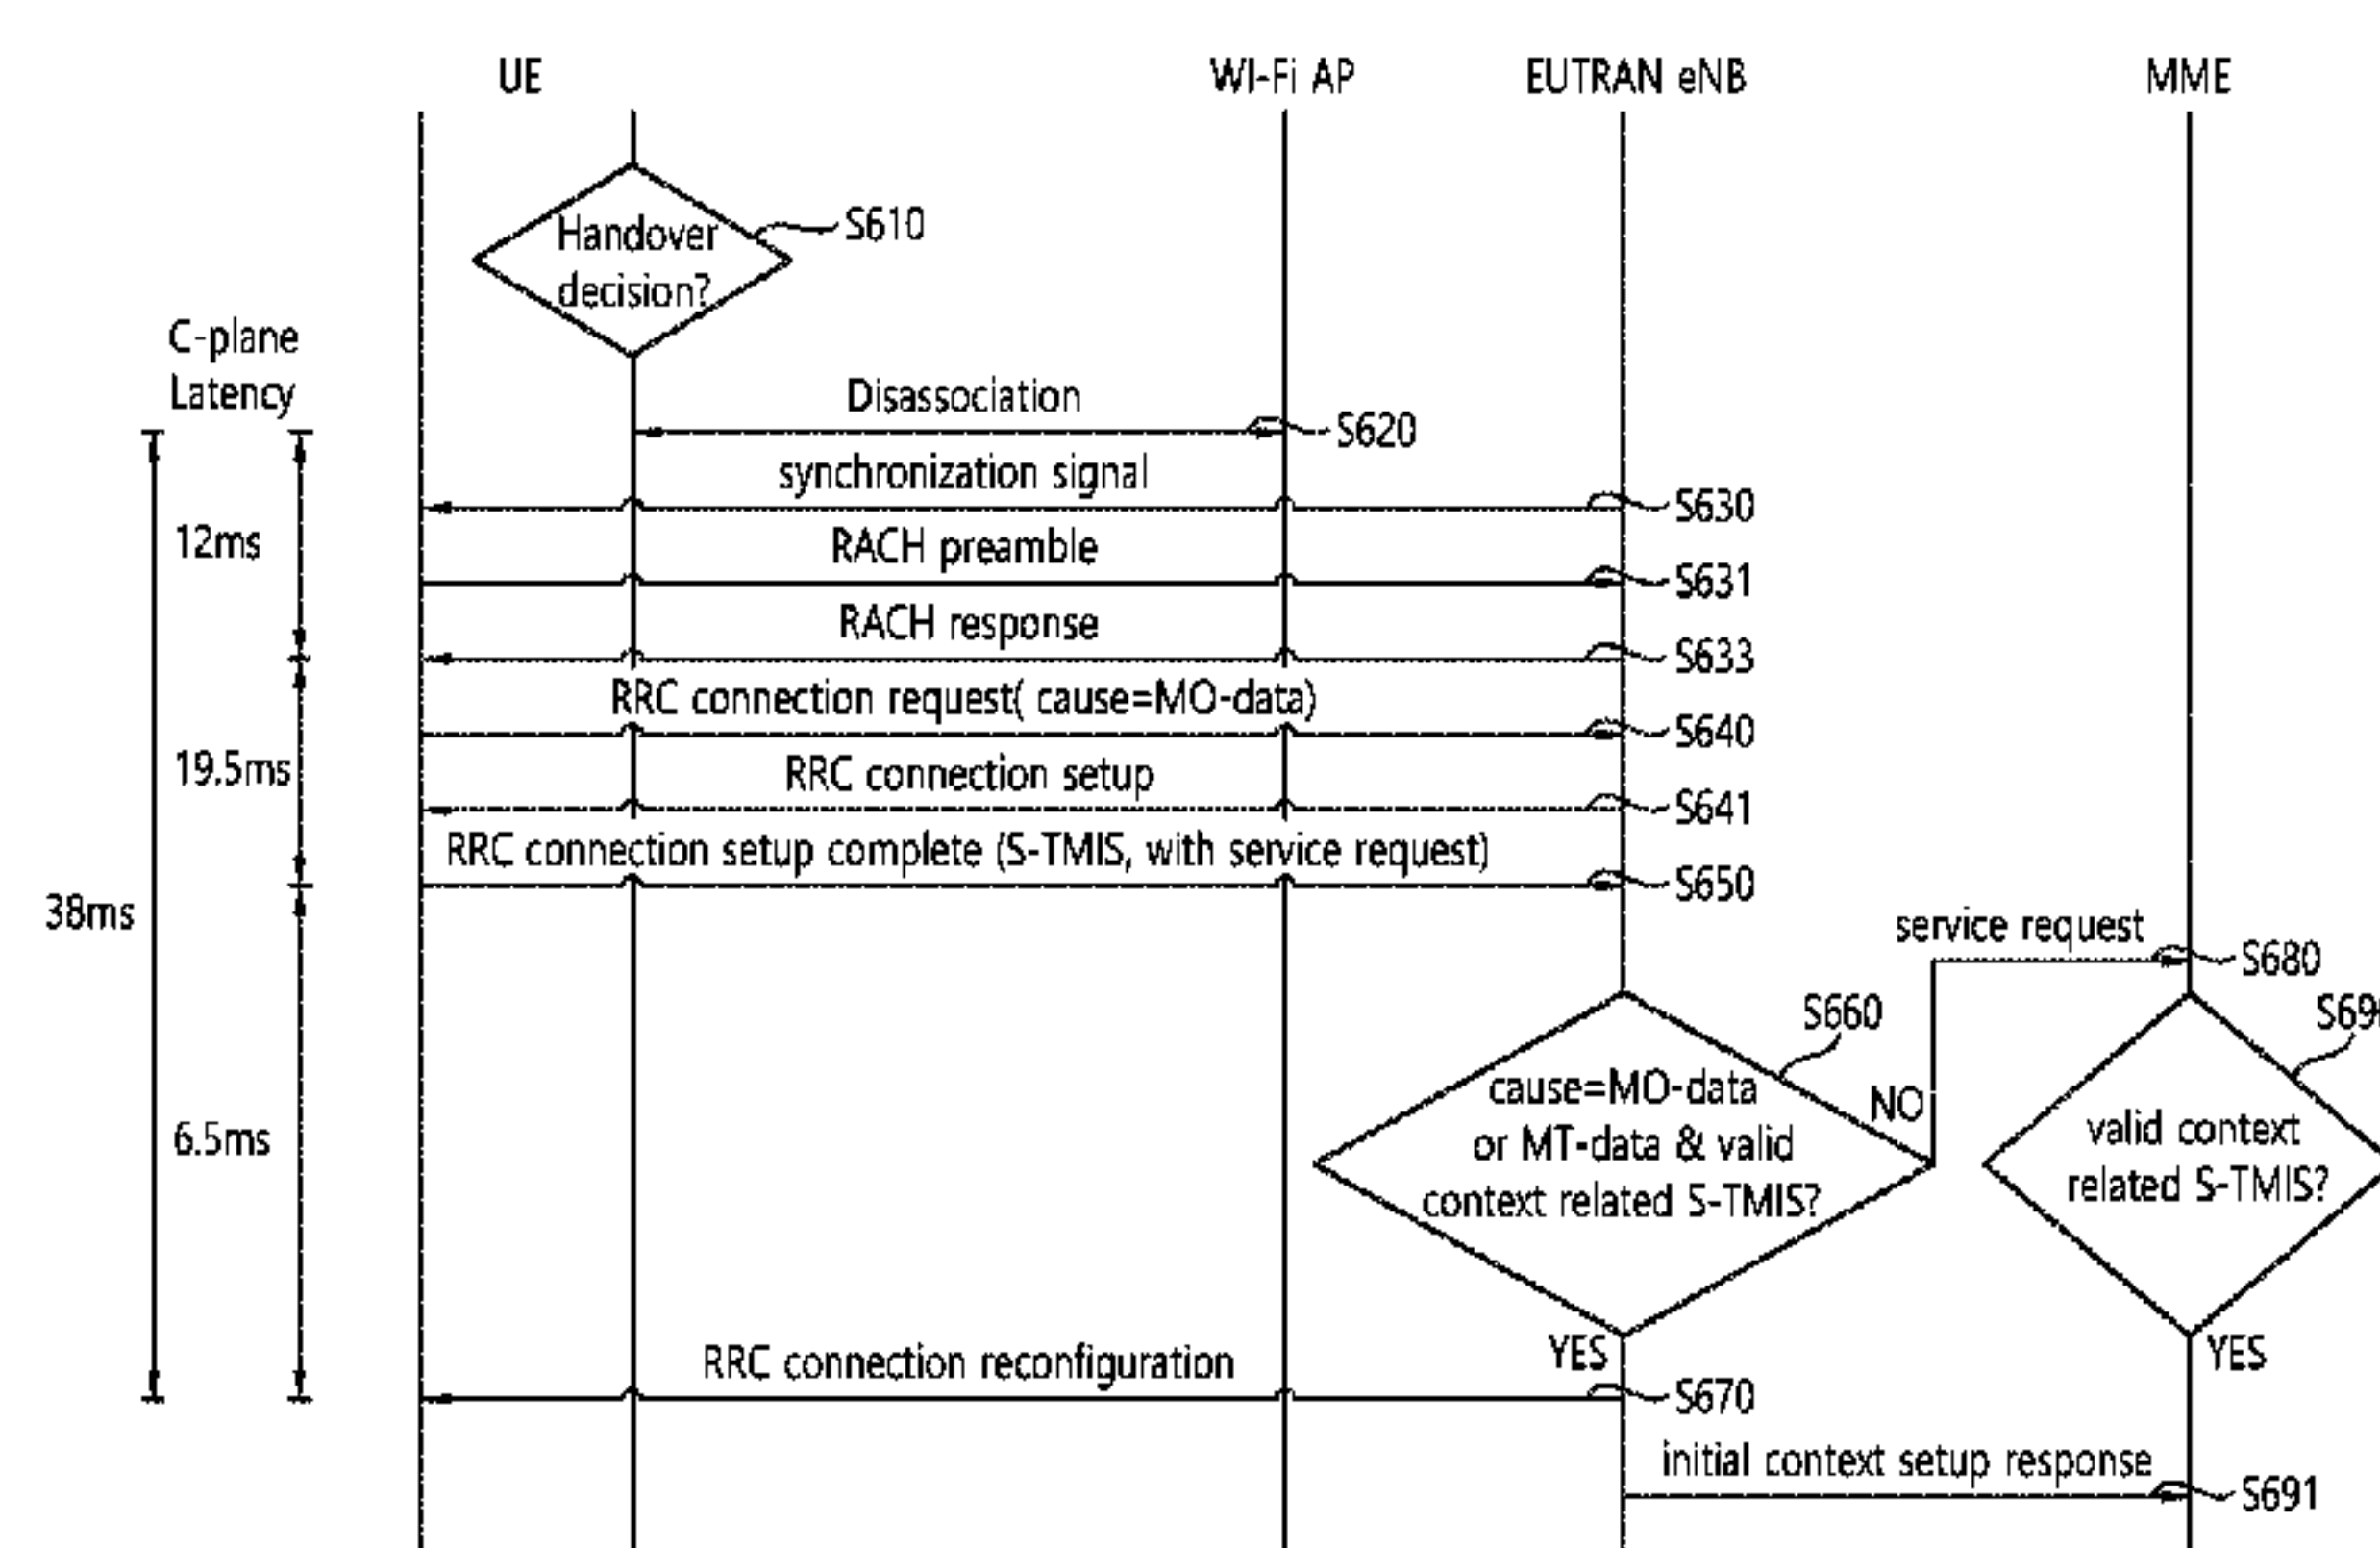 UE
WI-Fi AP
EUTRAN eNB
MME
Handover
decision?
S610
C-plane
Latency
Disassociation
S620
synchronization signal
S630
12ms
RACH preamble
S631
RACH response
S633
RRC connection request( cause=MO-data)
S640
19.5ms
RRC connection setup
S641
RRC connection setup complete (S-TMIS, with service request)
S650
38ms
service request
S680
S660
cause=MO-data
or MT-data & valid
context related S-TMIS?
NO
valid context
related S-TMIS?
6.5ms
YES
YES
RRC connection reconfiguration
S670
initial context setup response
S691